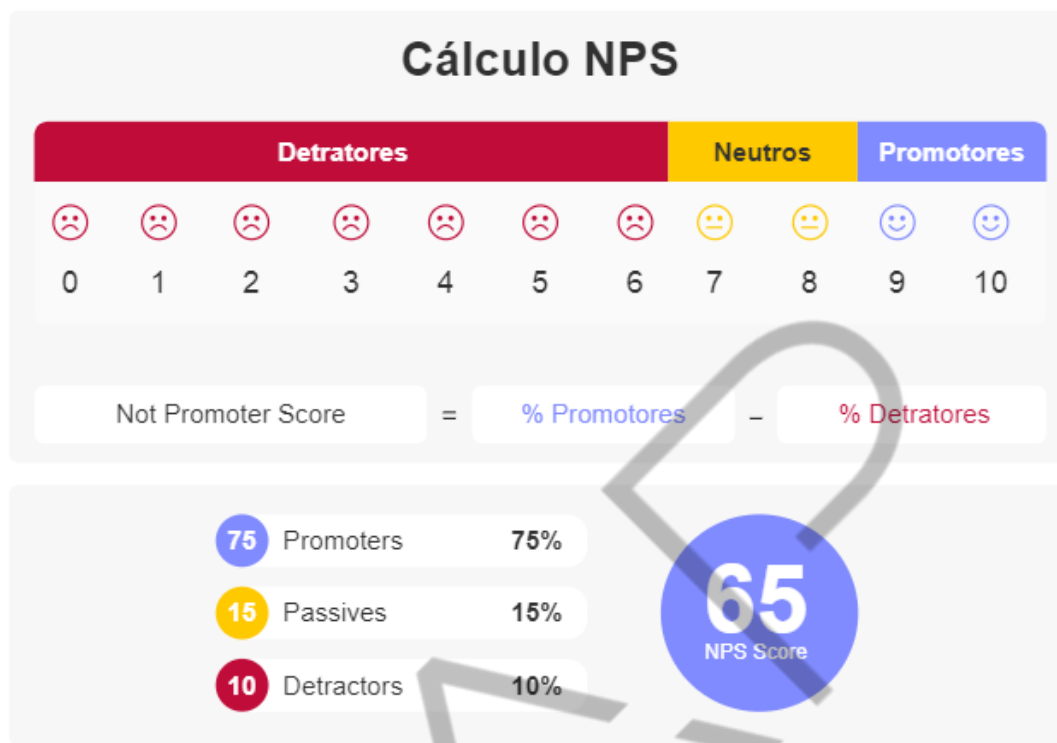 Cálculo NPS
Detratores Neutros Promotores
0 1 2 3 4 5 6 7 8 9 10
Not Promoter Score = % Promotores – % Detratores
75 Promoters 75%
15 Passives 15%
10 Detractors 10%
65
NPS Score